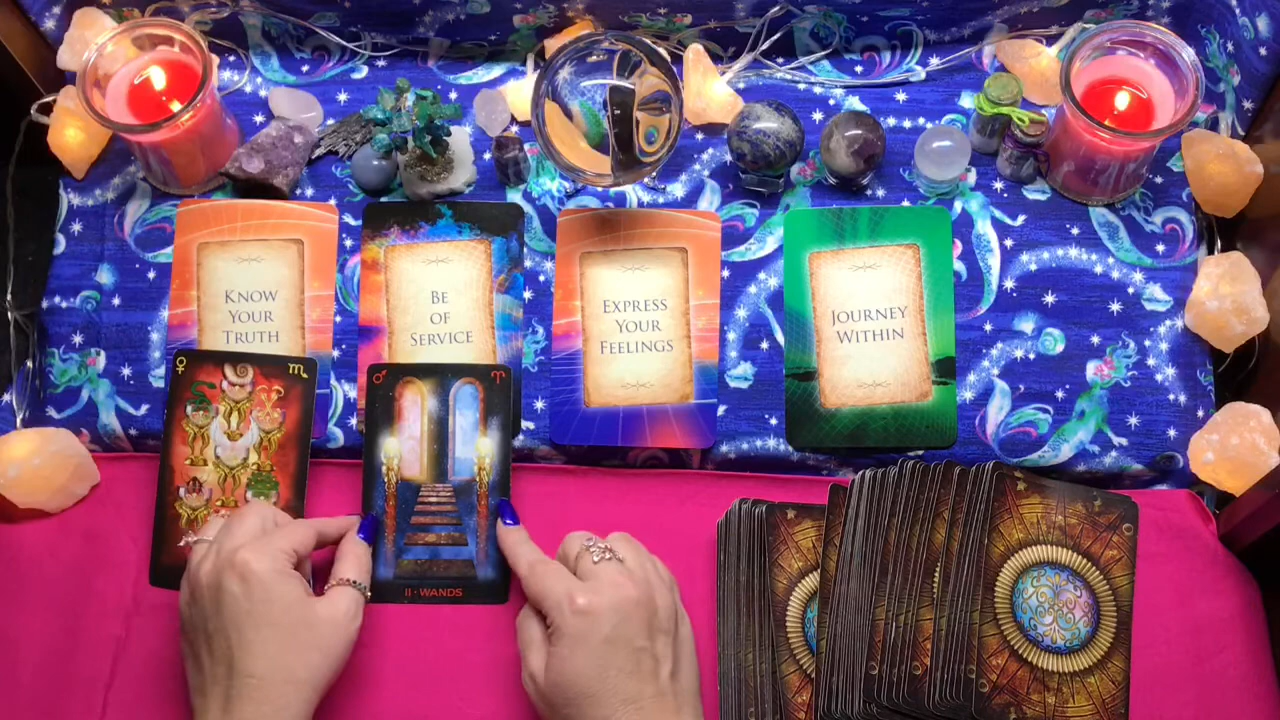 KNOW
YOUR
TRUTH
BE
OF
SERVICE
EXPRESS
YOUR
FEELINGS
JOURNEY
WITHIN
♀ ♏
♂ ♈
II · WANDS